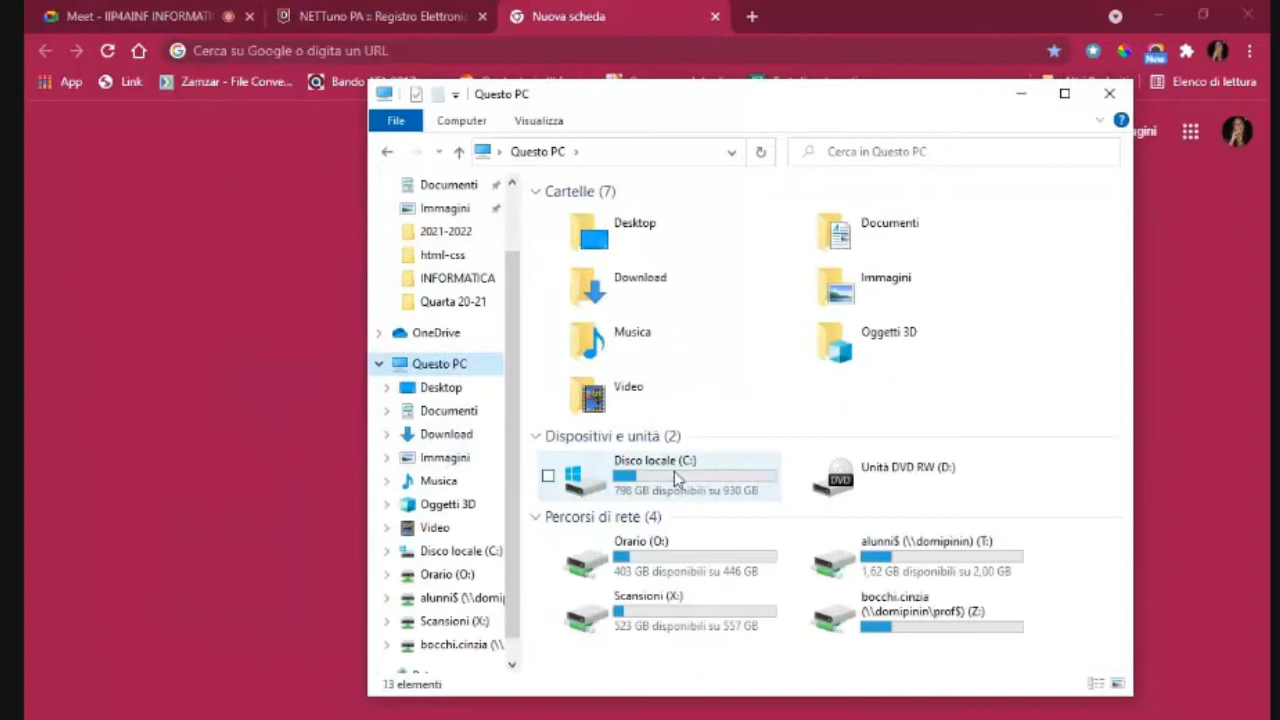 Meet - IIP4AINF INFORMATI
NETTuno PA :: Registro Elettroni
Nuova scheda
Cerca su Google o digita un URL
New
App
Link
Zamzar - File Conve...
Elenco di lettura
Questo PC
File
Computer
Visualizza
Questo PC
Cerca in Questo PC
Documenti
Immagini
2021-2022
html-css
INFORMATICA
Quarta 20-21
OneDrive
Questo PC
Desktop
Documenti
Download
Immagini
Musica
Oggetti 3D
Video
Disco locale (C:)
Orario (O:)
alunni$ (\\domi
Scansioni (X:)
bocchi.cinzia (\\
Cartelle (7)
Desktop
Documenti
Download
Immagini
Musica
Oggetti 3D
Video
Dispositivi e unità (2)
Disco locale (C:)
798 GB disponibili su 930 GB
Unità DVD RW (D:)
DVD
Percorsi di rete (4)
Orario (O:)
403 GB disponibili su 446 GB
alunni$ (\\domipinin) (T:)
1,62 GB disponibili su 2,00 GB
Scansioni (X:)
523 GB disponibili su 557 GB
bocchi.cinzia
(\\domipinin\prof$) (Z:)
13 elementi